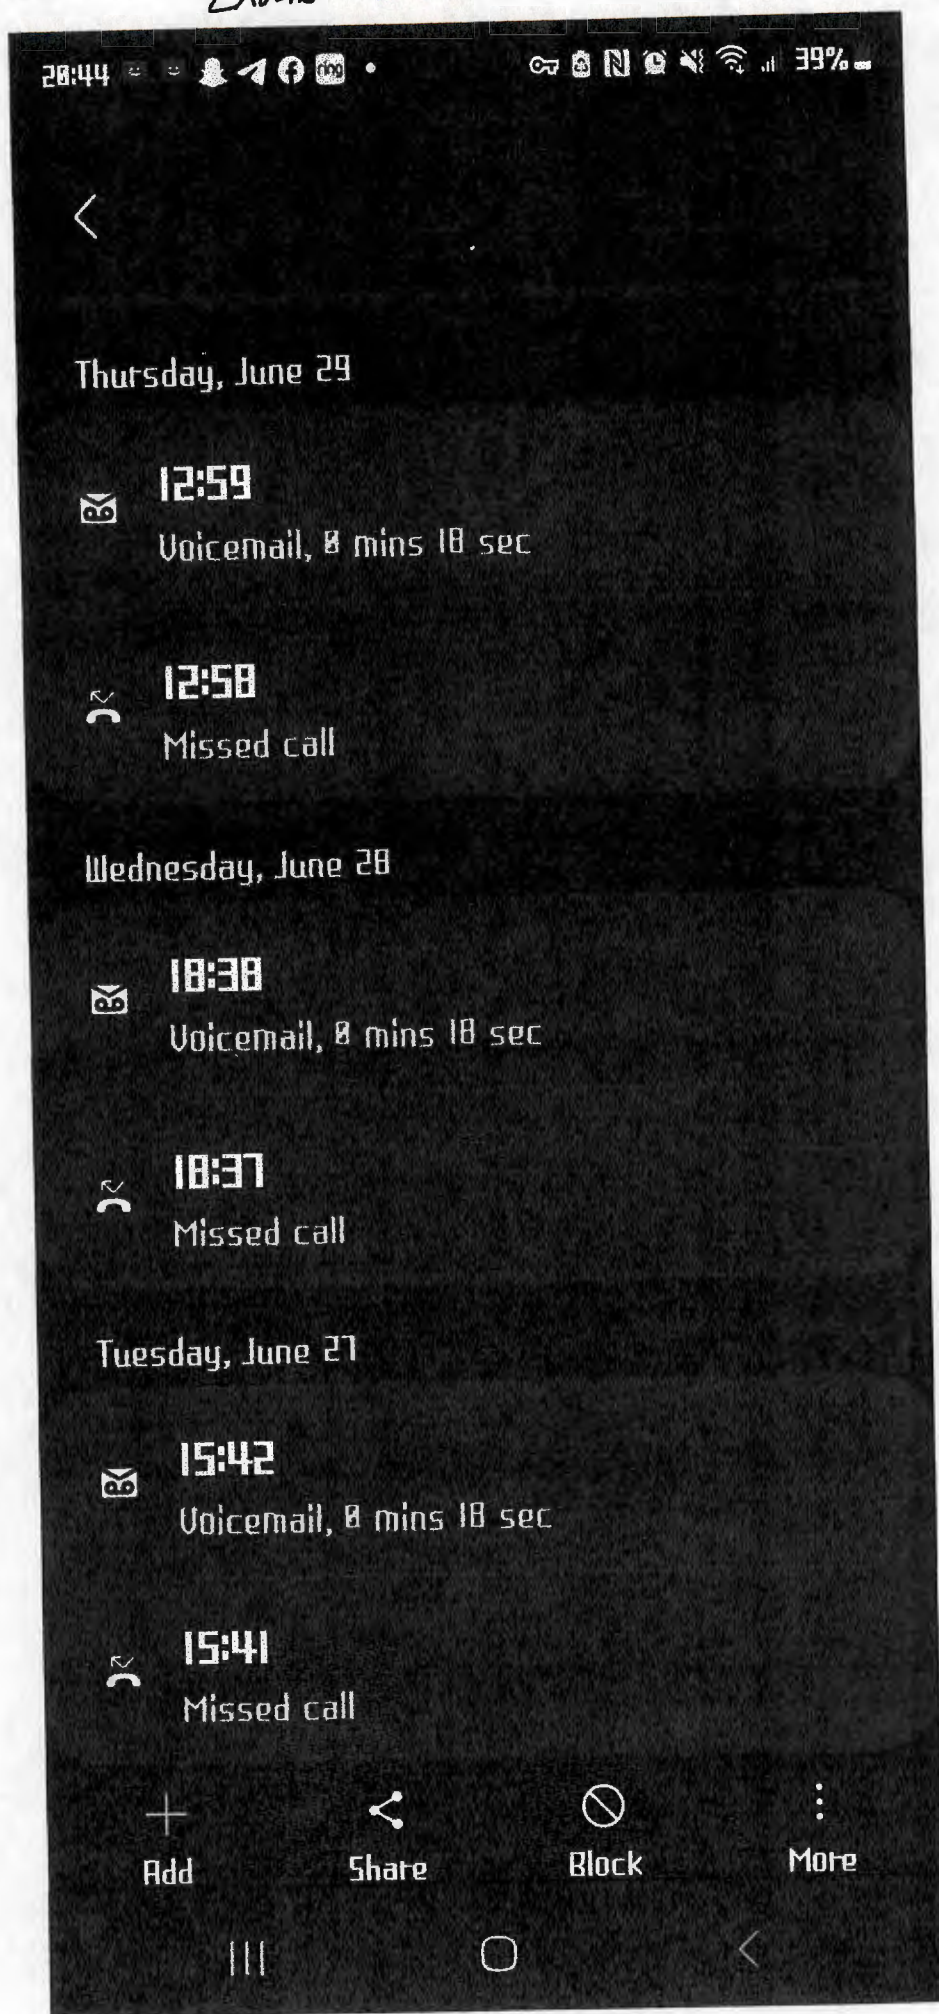 20:44 39%
Thursday, June 29
12:59
Voicemail, 0 mins 18 sec
12:58
Missed call
Wednesday, June 28
18:38
Voicemail, 0 mins 18 sec
18:37
Missed call
Tuesday, June 27
15:42
Voicemail, 0 mins 18 sec
15:41
Missed call
Add Share Block More